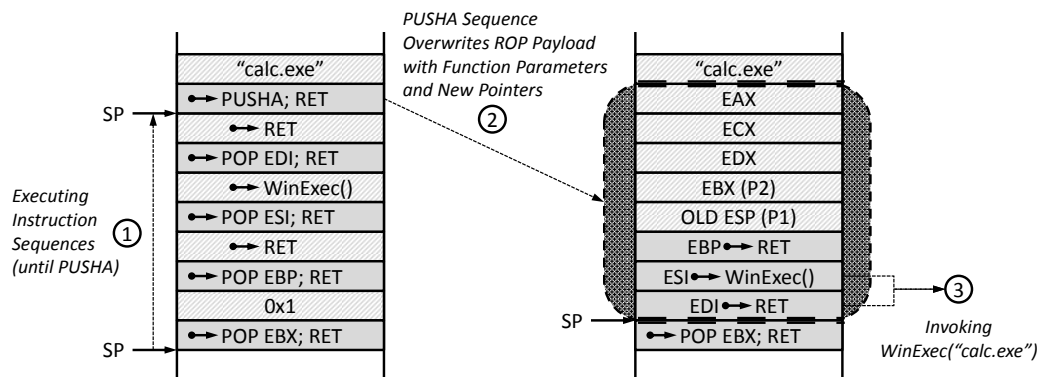 PUSHA Sequence
Overwrites ROP Payload
with Function Parameters
and New Pointers
2
"calc.exe"
PUSHA; RET
SP
RET
POP EDI; RET
WinExec()
POP ESI; RET
RET
POP EBP; RET
0x1
POP EBX; RET
SP
Executing
Instruction
Sequences
(until PUSHA)
1
"calc.exe"
EAX
ECX
EDX
EBX (P2)
OLD ESP (P1)
EBP RET
ESI WinExec()
EDI RET
SP
POP EBX; RET
3
Invoking
WinExec("calc.exe")